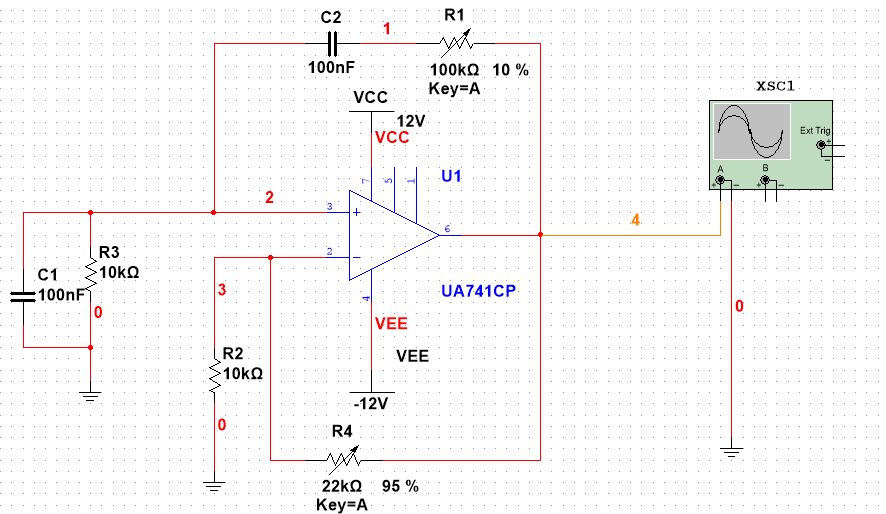 C2
1
R1
100nF
100kΩ 10 %
Key=A
XSC1
VCC
12V
VCC
Ext Trig
+
−
A
B
+
−
+
−
7
5
1
U1
2
3
+
6
4
2
−
R3
10kΩ
C1
100nF
0
3
4
UA741CP
0
VEE
R2
10kΩ
VEE
-12V
0
R4
22kΩ 95 %
Key=A